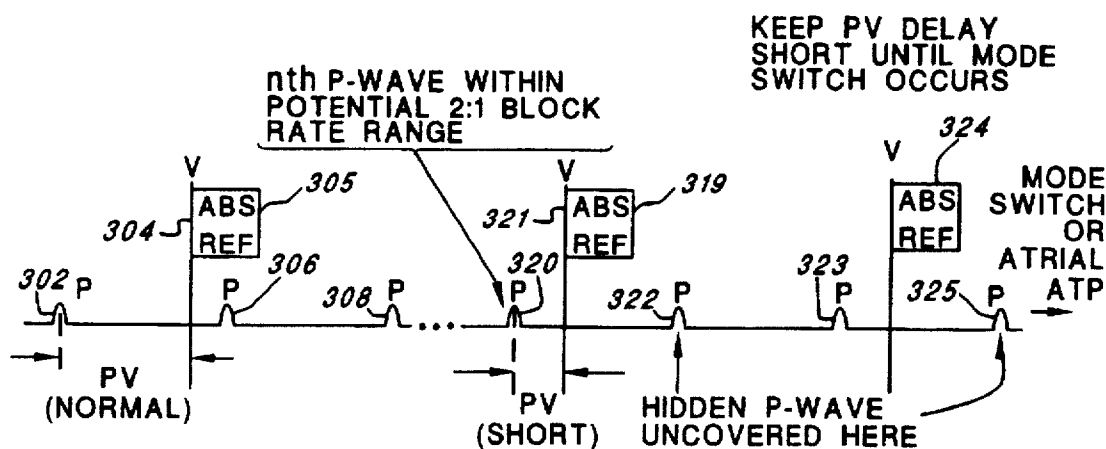 KEEP PV DELAY
SHORT UNTIL MODE
SWITCH OCCURS
nth P-WAVE WITHIN
POTENTIAL 2:1 BLOCK
RATE RANGE
V
304
ABS
REF
305
V
321
ABS
REF
319
V
324
ABS
REF
MODE
SWITCH
OR
ATRIAL
ATP
302
P
P
306
308
P
...
P
320
322
P
323
P
325
P
PV
(NORMAL)
PV
(SHORT)
HIDDEN P-WAVE
UNCOVERED HERE